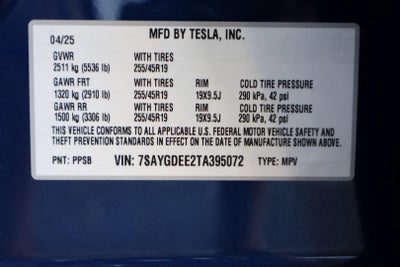 MFD BY TESLA, INC.
04/25
GVWR WITH TIRES
2511 kg (5536 lb) 255/45R19
GAWR FRT WITH TIRES RIM COLD TIRE PRESSURE
1320 kg (2910 lb) 255/45R19 19X9.5J 290 kPa, 42 psi
GAWR RR WITH TIRES RIM COLD TIRE PRESSURE
1500 kg (3306 lb) 255/45R19 19X9.5J 290 kPa, 42 psi
THIS VEHICLE CONFORMS TO ALL APPLICABLE U.S. FEDERAL MOTOR VEHICLE SAFETY AND
THEFT PREVENTION STANDARDS IN EFFECT ON THE DATE OF MANUFACTURE SHOWN ABOVE.
PNT: PPSB VIN: 7SAYGDEE2TA395072 TYPE: MPV